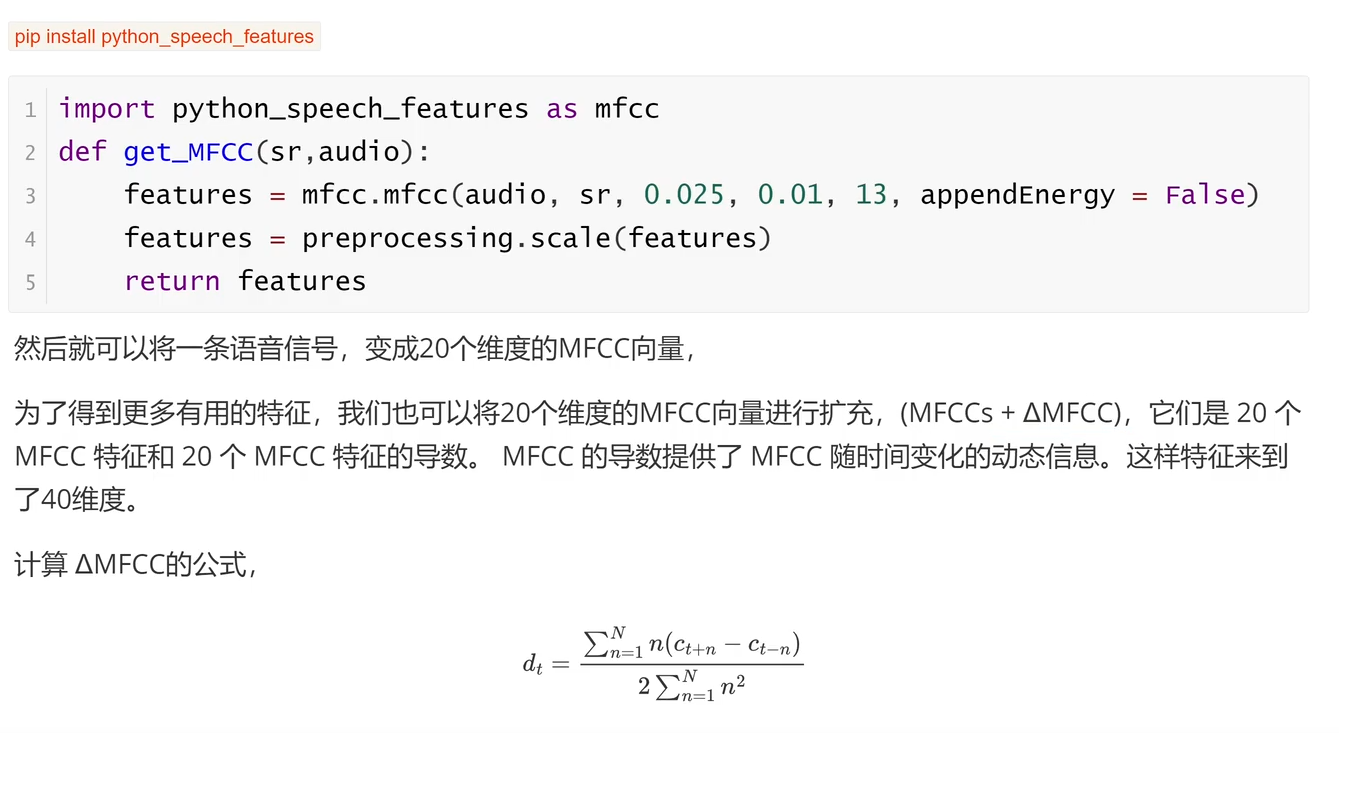 pip install python_speech_features
1 import python_speech_features as mfcc
2 def get_MFCC(sr,audio):
3     features = mfcc.mfcc(audio, sr, 0.025, 0.01, 13, appendEnergy = False)
4     features = preprocessing.scale(features)
5     return features
然后就可以将一条语音信号，变成20个维度的MFCC向量，
为了得到更多有用的特征，我们也可以将20个维度的MFCC向量进行扩充，(MFCCs + ΔMFCC)，它们是 20 个
MFCC 特征和 20 个 MFCC 特征的导数。 MFCC 的导数提供了 MFCC 随时间变化的动态信息。这样特征来到
了40维度。
计算 ΔMFCC的公式，
d_t = \frac{\sum_{n=1}^{N} n(c_{t+n} - c_{t-n})}{2\sum_{n=1}^{N} n^2}